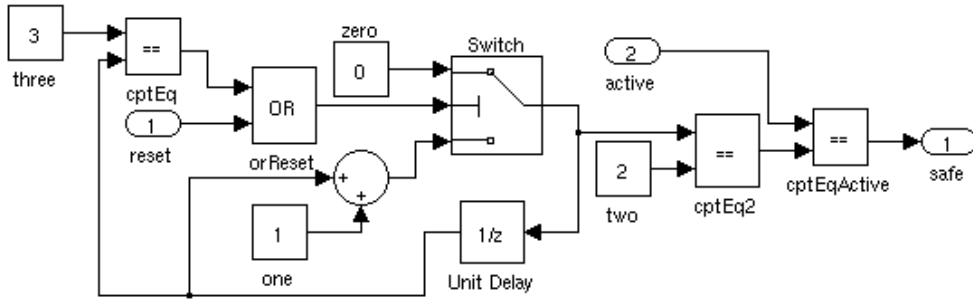 3
three
==
cptEq
1
reset
OR
orReset
zero
0
+
+
1
one
Switch
1/z
Unit Delay
2
active
2
two
==
cptEq2
==
cptEqActive
1
safe